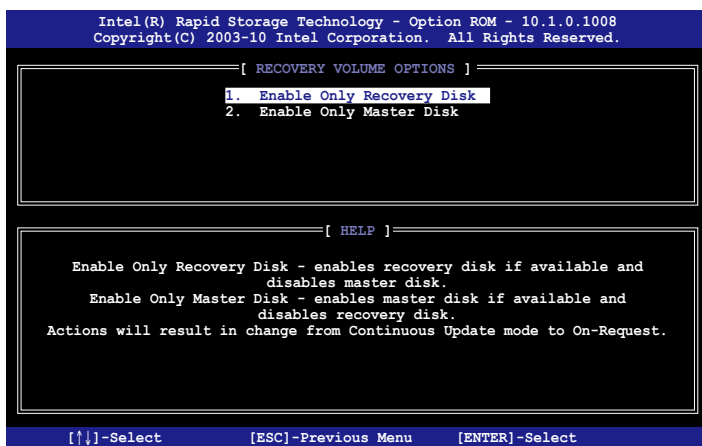 Intel(R) Rapid Storage Technology - Option ROM - 10.1.0.1008
Copyright(C) 2003-10 Intel Corporation.  All Rights Reserved.
[ RECOVERY VOLUME OPTIONS ]
1.  Enable Only Recovery Disk
2.  Enable Only Master Disk
[ HELP ]
Enable Only Recovery Disk - enables recovery disk if available and
disables master disk.
Enable Only Master Disk - enables master disk if available and
disables recovery disk.
Actions will result in change from Continuous Update mode to On-Request.
[↑↓]-Select [ESC]-Previous Menu [ENTER]-Select